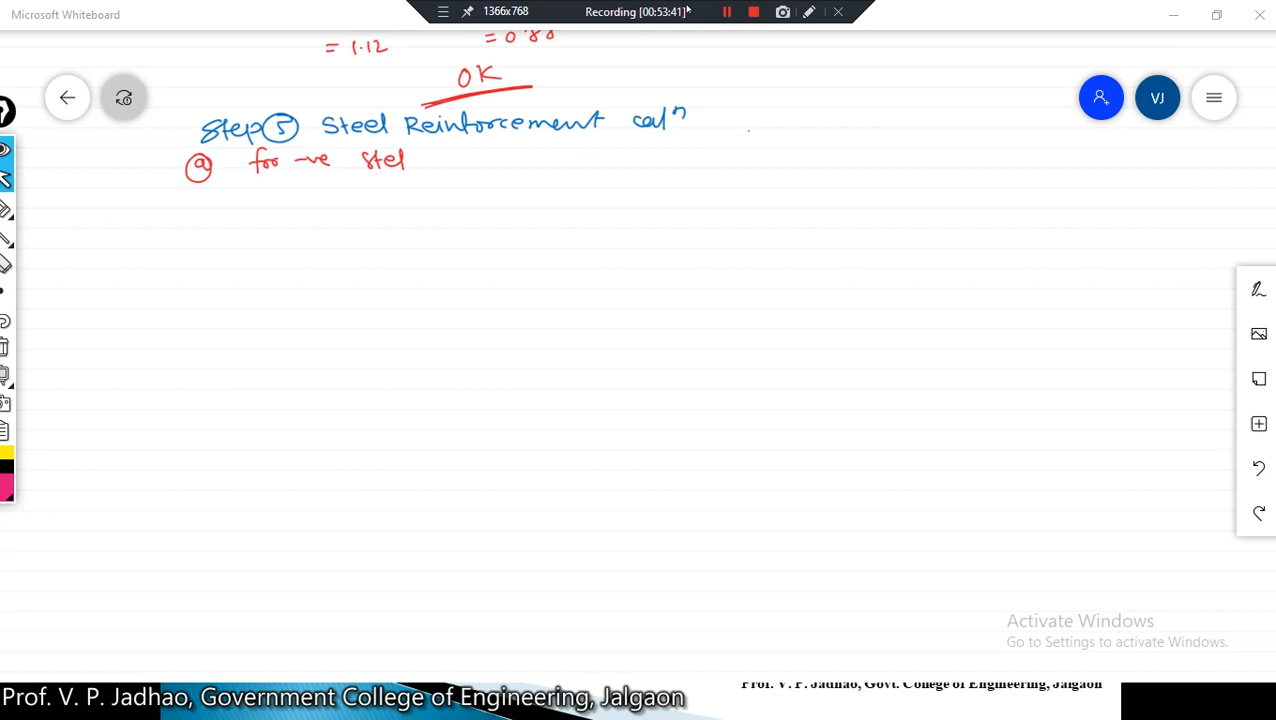 1366x768
Recording [00:53:41]
Microsoft Whiteboard
= 1.12 = 0.88
OK
VJ
Step 5 Steel Reinforcement caln
a for -ve stel
Activate Windows
Go to Settings to activate Windows.
Prof. V. P. Jadhao, Govt. College of Engineering, Jalgaon
Prof. V. P. Jadhao, Government College of Engineering, Jalgaon